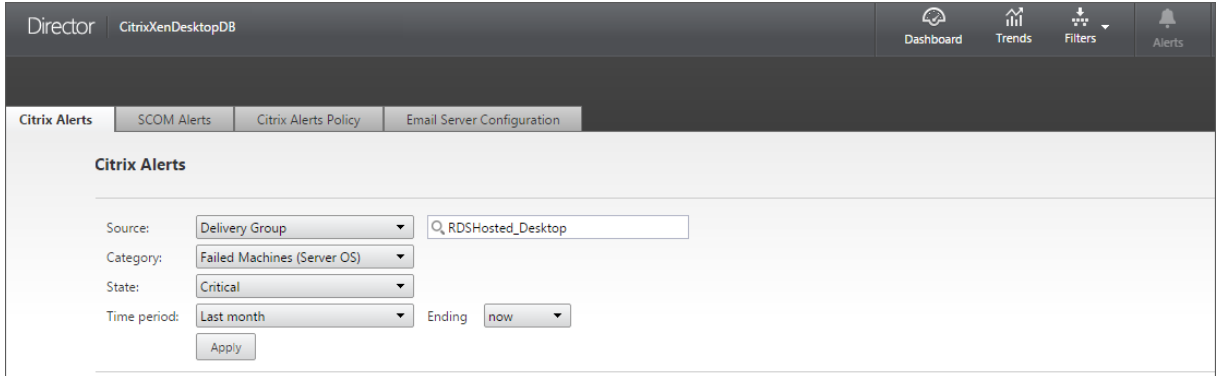 Director CitrixXenDesktopDB
Dashboard Trends Filters Alerts
Citrix Alerts SCOM Alerts Citrix Alerts Policy Email Server Configuration
Citrix Alerts
Source: Delivery Group RDSHosted_Desktop
Category: Failed Machines (Server OS)
State: Critical
Time period: Last month Ending now
Apply